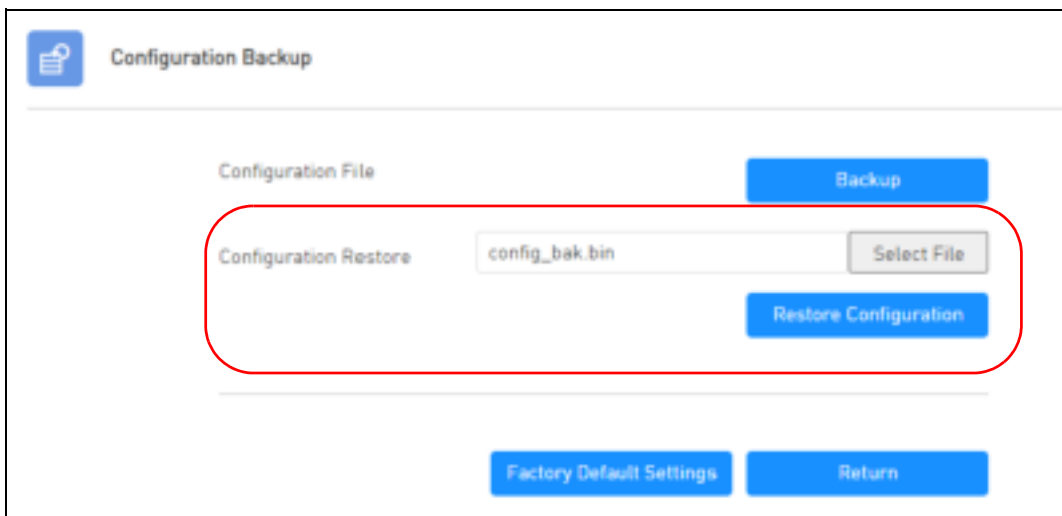 Configuration Backup
Configuration File
Backup
Configuration Restore
config_bak.bin
Select File
Restore Configuration
Factory Default Settings
Return